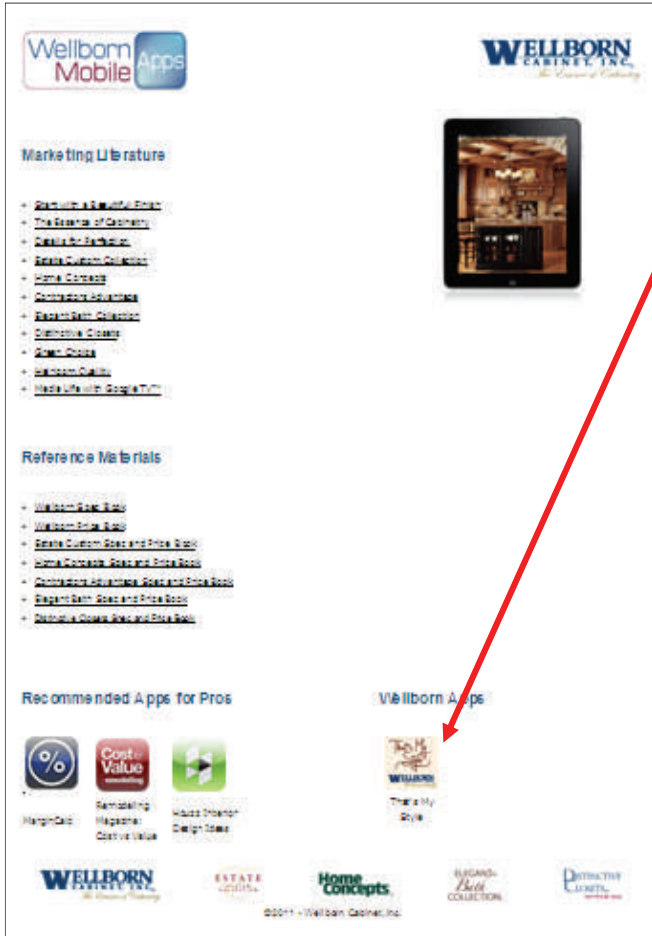 Wellborn
Mobile Apps
WELLBORN
CABINET, INC.
The Essence of Cabinetry
Marketing Literature
Start with a Beautiful Finish
The Essence of Cabinetry
Details for Perfection
Estate Custom Collection
Home Concepts
Contractors Advantage
Elegant Bath Collection
Distinctive Closets
Green Choice
Heirloom Quality
Made Life with Google TV™
Reference Materials
Wellborn Spec Book
Wellborn Price Book
Estate Custom Spec and Price Book
Home Concepts Spec and Price Book
Contractors Advantage Spec and Price Book
Elegant Bath Spec and Price Book
Distinctive Closets Spec and Price Book
Recommended Apps for Pros
%
MarginCalc
Cost vs
Value
remodeling
Remodeling
Magazine:
Cost vs Value
Houzz Interior
Design Ideas
Wellborn Apps
That's My
Style
WELLBORN
That's My
Style
WELLBORN
CABINET, INC.
The Essence of Cabinetry
ESTATE
Home
Concepts
ELEGANT
Bath
COLLECTION
DISTINCTIVE
CLOSETS
©2011 - Wellborn Cabinet, Inc.